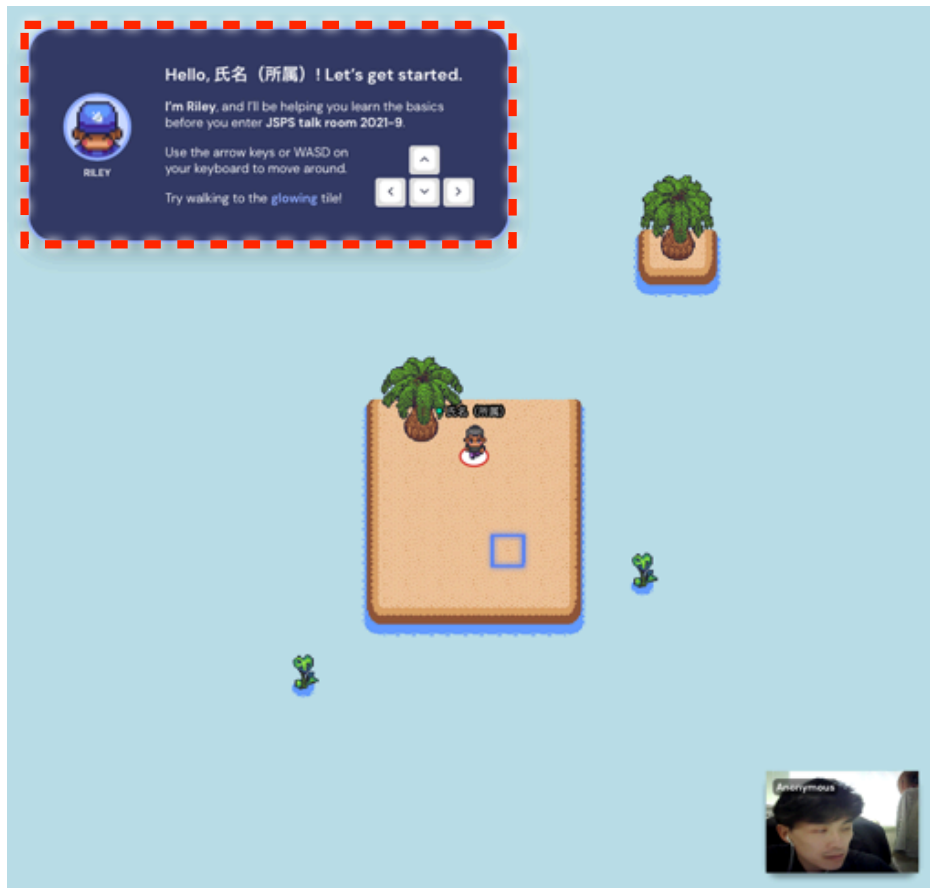 Hello, 氏名（所属）! Let's get started.
I'm Riley, and I'll be helping you learn the basics
before you enter JSPS talk room 2021-9.
Use the arrow keys or WASD on
your keyboard to move around.
Try walking to the glowing tile!
RILEY
氏名（所属）
Anonymous